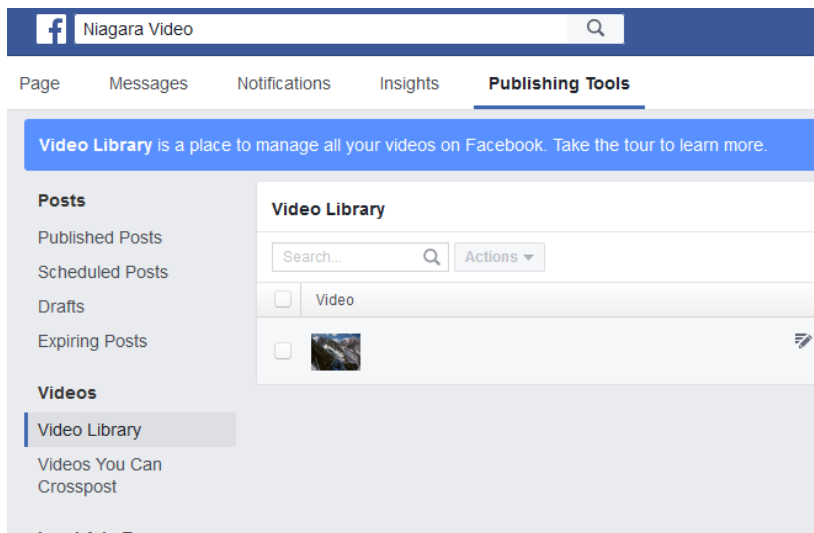 f Niagara Video
Page Messages Notifications Insights Publishing Tools
Video Library is a place to manage all your videos on Facebook. Take the tour to learn more.
Posts
Published Posts
Scheduled Posts
Drafts
Expiring Posts
Videos
Video Library
Videos You Can
Crosspost
Video Library
Search... Actions
Video